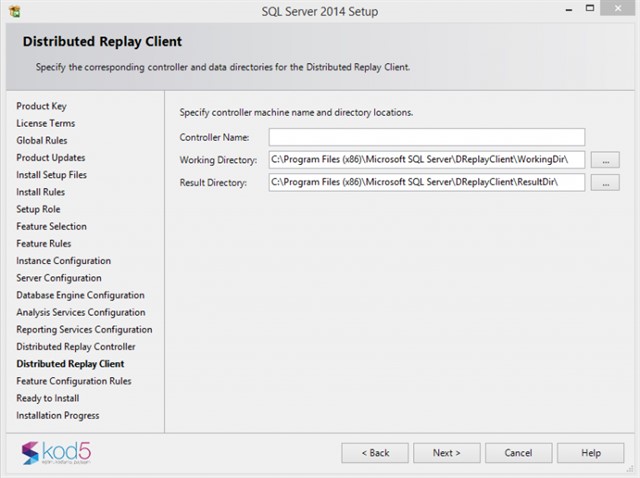 SQL Server 2014 Setup
Distributed Replay Client
Specify the corresponding controller and data directories for the Distributed Replay Client.
Product Key
License Terms
Global Rules
Product Updates
Install Setup Files
Install Rules
Setup Role
Feature Selection
Feature Rules
Instance Configuration
Server Configuration
Database Engine Configuration
Analysis Services Configuration
Reporting Services Configuration
Distributed Replay Controller
Distributed Replay Client
Feature Configuration Rules
Ready to Install
Installation Progress
Specify controller machine name and directory locations.
Controller Name:
Working Directory: C:\Program Files (x86)\Microsoft SQL Server\DReplayClient\WorkingDir\ ...
Result Directory: C:\Program Files (x86)\Microsoft SQL Server\DReplayClient\ResultDir\ ...
kod5
< Back Next > Cancel Help